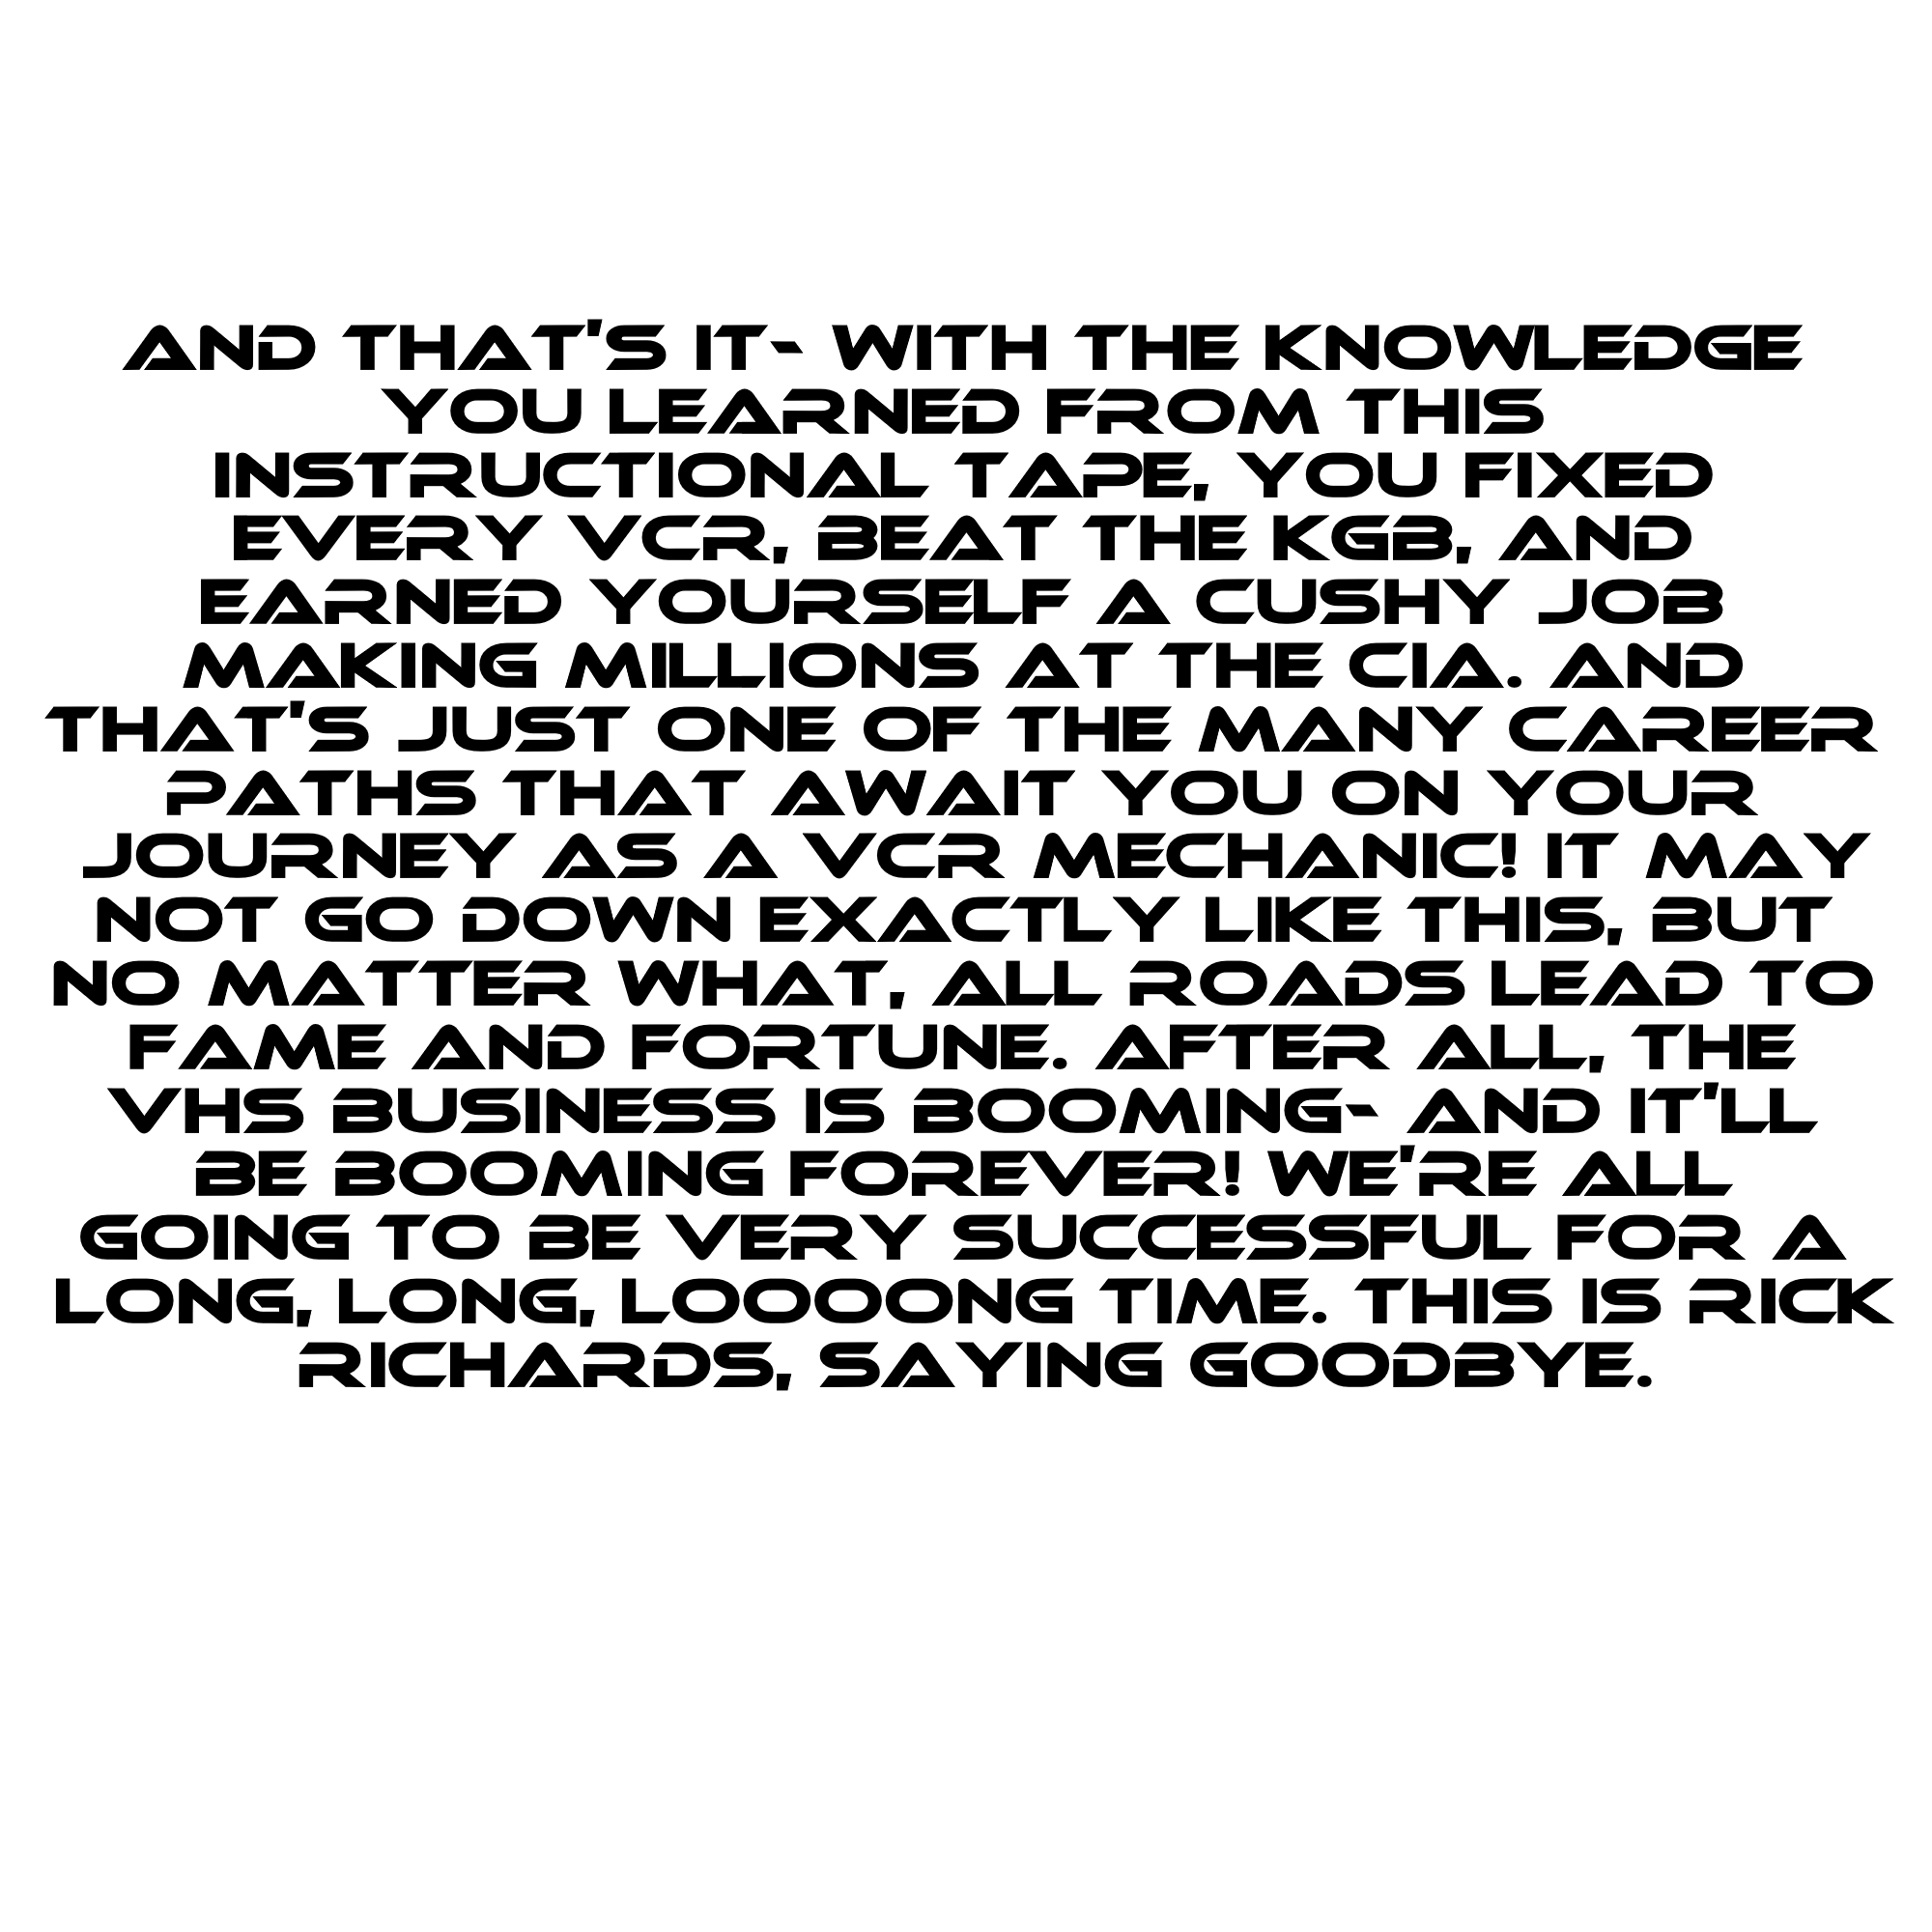 AND THAT'S IT- WITH THE KNOWLEDGE
YOU LEARNED FROM THIS
INSTRUCTIONAL TAPE, YOU FIXED
EVERY VCR, BEAT THE KGB, AND
EARNED YOURSELF A CUSHY JOB
MAKING MILLIONS AT THE CIA. AND
THAT'S JUST ONE OF THE MANY CAREER
PATHS THAT AWAIT YOU ON YOUR
JOURNEY AS A VCR MECHANIC! IT MAY
NOT GO DOWN EXACTLY LIKE THIS, BUT
NO MATTER WHAT, ALL ROADS LEAD TO
FAME AND FORTUNE. AFTER ALL, THE
VHS BUSINESS IS BOOMING- AND IT'LL
BE BOOMING FOREVER! WE'RE ALL
GOING TO BE VERY SUCCESSFUL FOR A
LONG, LONG, LOOOONG TIME. THIS IS RICK
RICHARDS, SAYING GOODBYE.